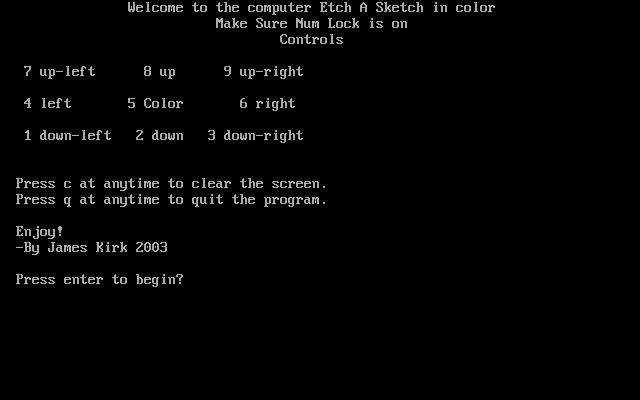 Welcome to the computer Etch A Sketch in color
Make Sure Num Lock is on
Controls
7 up-left 8 up 9 up-right
4 left 5 Color 6 right
1 down-left 2 down 3 down-right
Press c at anytime to clear the screen.
Press q at anytime to quit the program.
Enjoy!
-By James Kirk 2003
Press enter to begin?